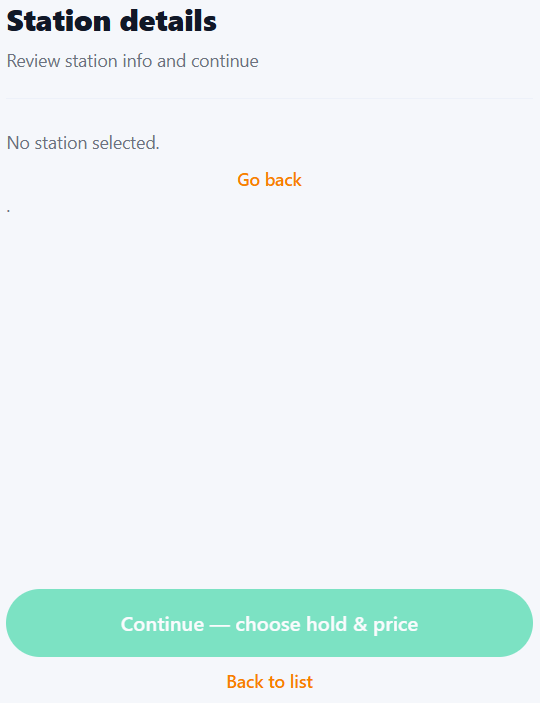 Station details
Review station info and continue
No station selected.
Go back
.
Continue — choose hold & price
Back to list